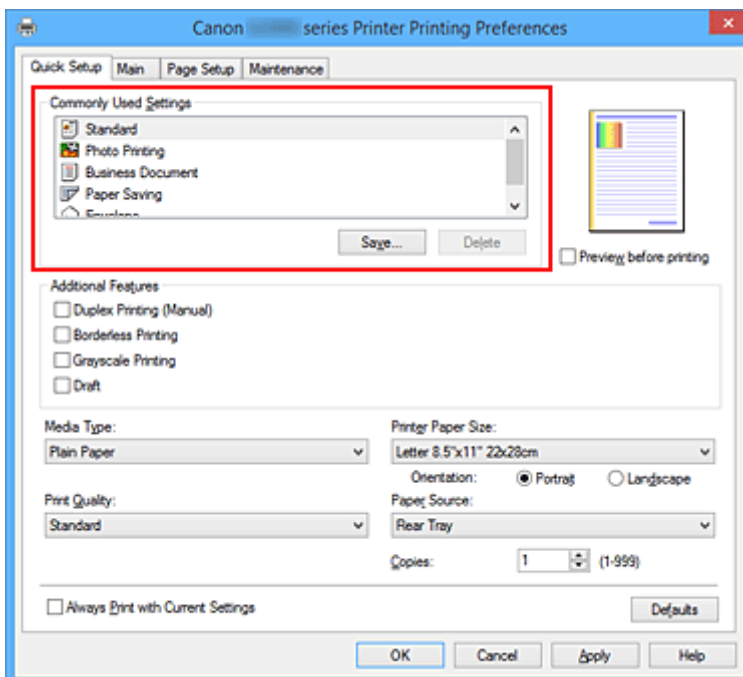 Canon series Printer Printing Preferences
Quick Setup Main Page Setup Maintenance
Commonly Used Settings
Standard
Photo Printing
Business Document
Paper Saving
Envelope
Save... Delete
Preview before printing
Additional Features
Duplex Printing (Manual)
Borderless Printing
Grayscale Printing
Draft
Media Type:
Plain Paper
Printer Paper Size:
Letter 8.5"x11" 22x28cm
Orientation: Portrait Landscape
Print Quality:
Standard
Paper Source:
Rear Tray
Copies: 1 (1-999)
Always Print with Current Settings
Defaults
OK Cancel Apply Help